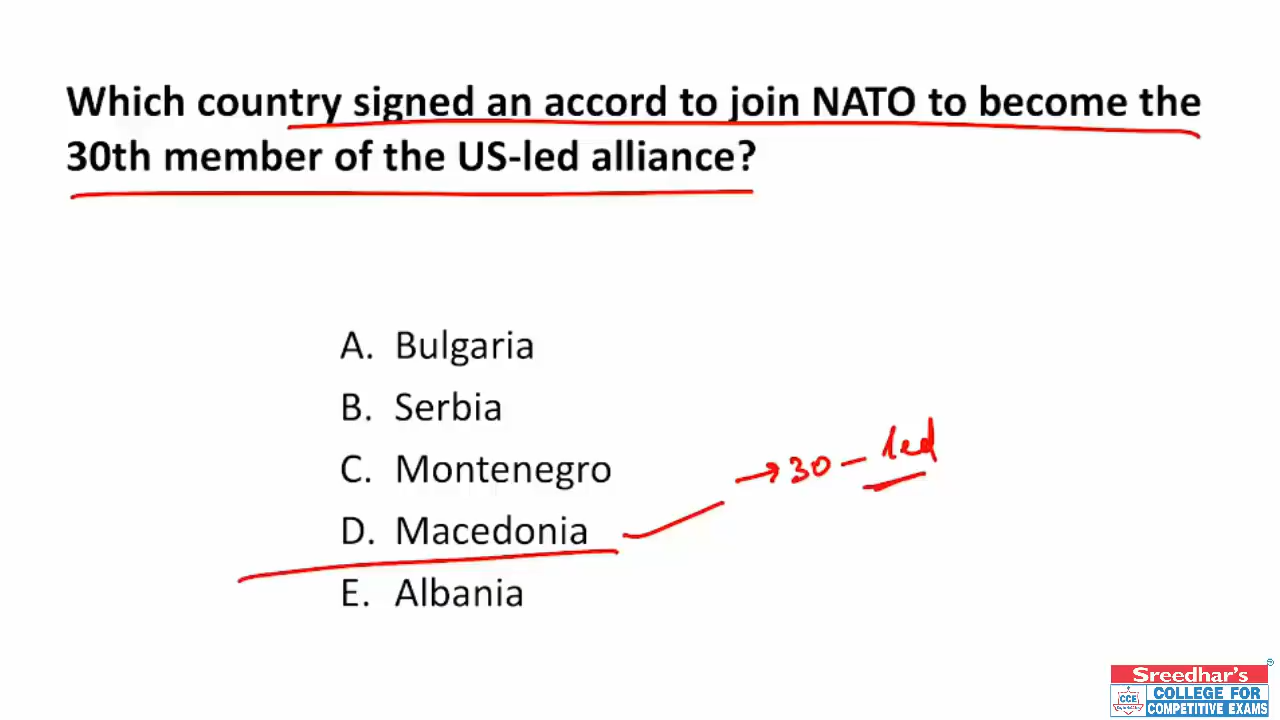 Which country signed an accord to join NATO to become the
30th member of the US-led alliance?
A. Bulgaria
B. Serbia
C. Montenegro
30 - led
D. Macedonia
E. Albania
Sreedhar's
CCE
COLLEGE FOR
COMPETITIVE EXAMS